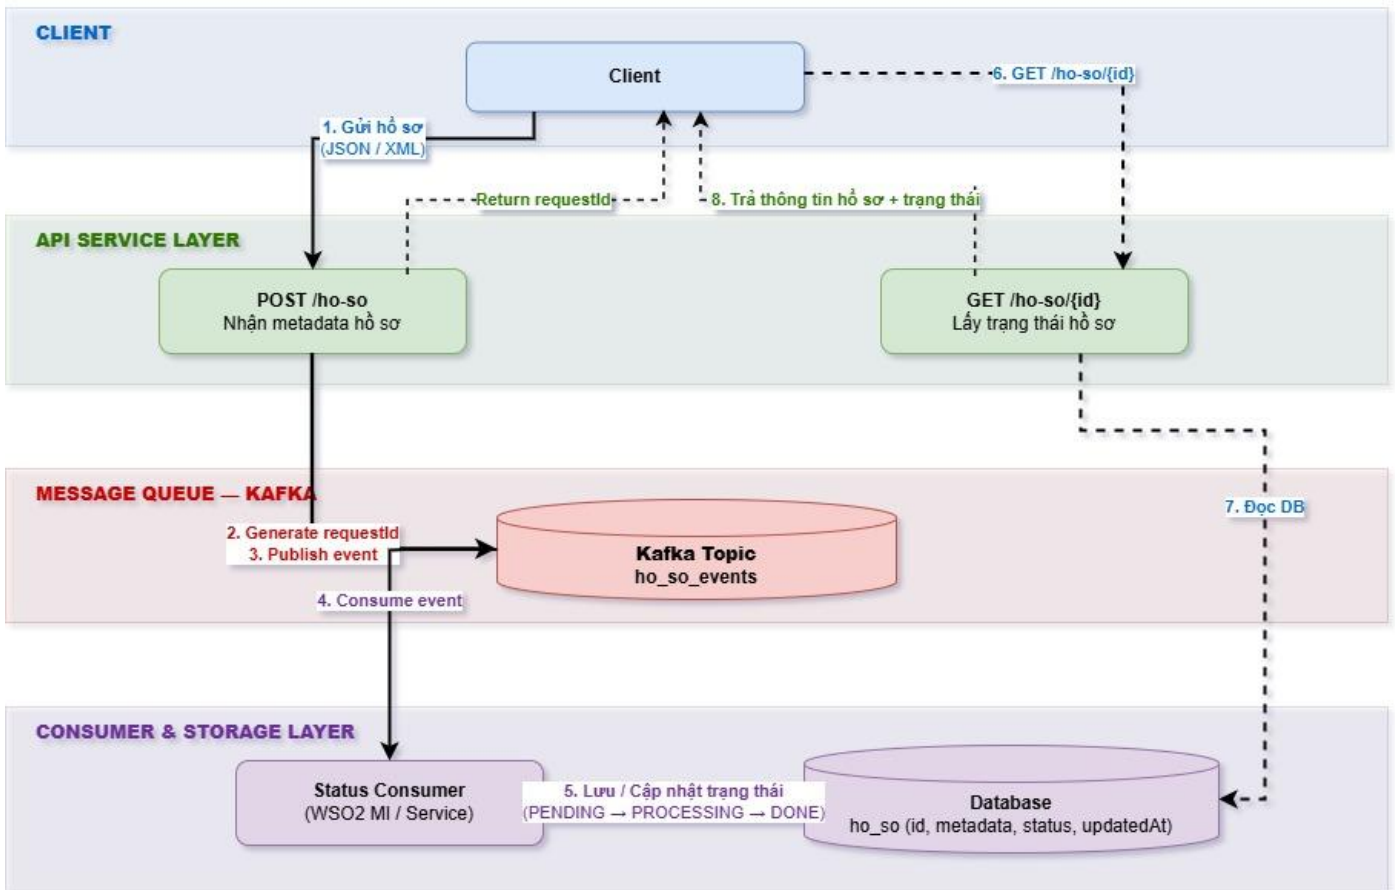 CLIENT
Client
6. GET /ho-so/{id}
1. Gửi hồ sơ
(JSON / XML)
Return requestId
8. Trả thông tin hồ sơ + trạng thái
API SERVICE LAYER
POST /ho-so
Nhận metadata hồ sơ
GET /ho-so/{id}
Lấy trạng thái hồ sơ
MESSAGE QUEUE — KAFKA
7. Đọc DB
2. Generate requestId
3. Publish event
Kafka Topic
ho_so_events
4. Consume event
CONSUMER & STORAGE LAYER
Status Consumer
(WSO2 MI / Service)
5. Lưu / Cập nhật trạng thái
(PENDING → PROCESSING → DONE)
Database
ho_so (id, metadata, status, updatedAt)